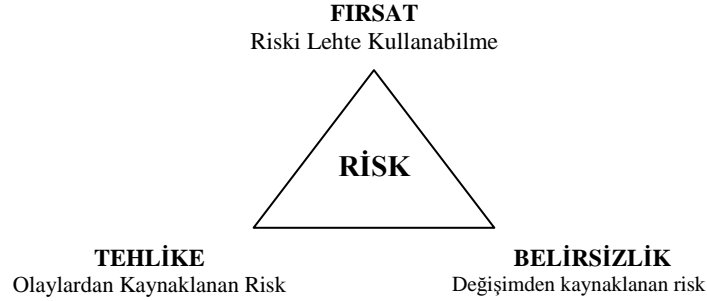 FIRSAT
Riski Lehte Kullanabilme
RİSK
TEHLİKE
Olaylardan Kaynaklanan Risk
BELİRSİZLİK
Değişimden kaynaklanan risk